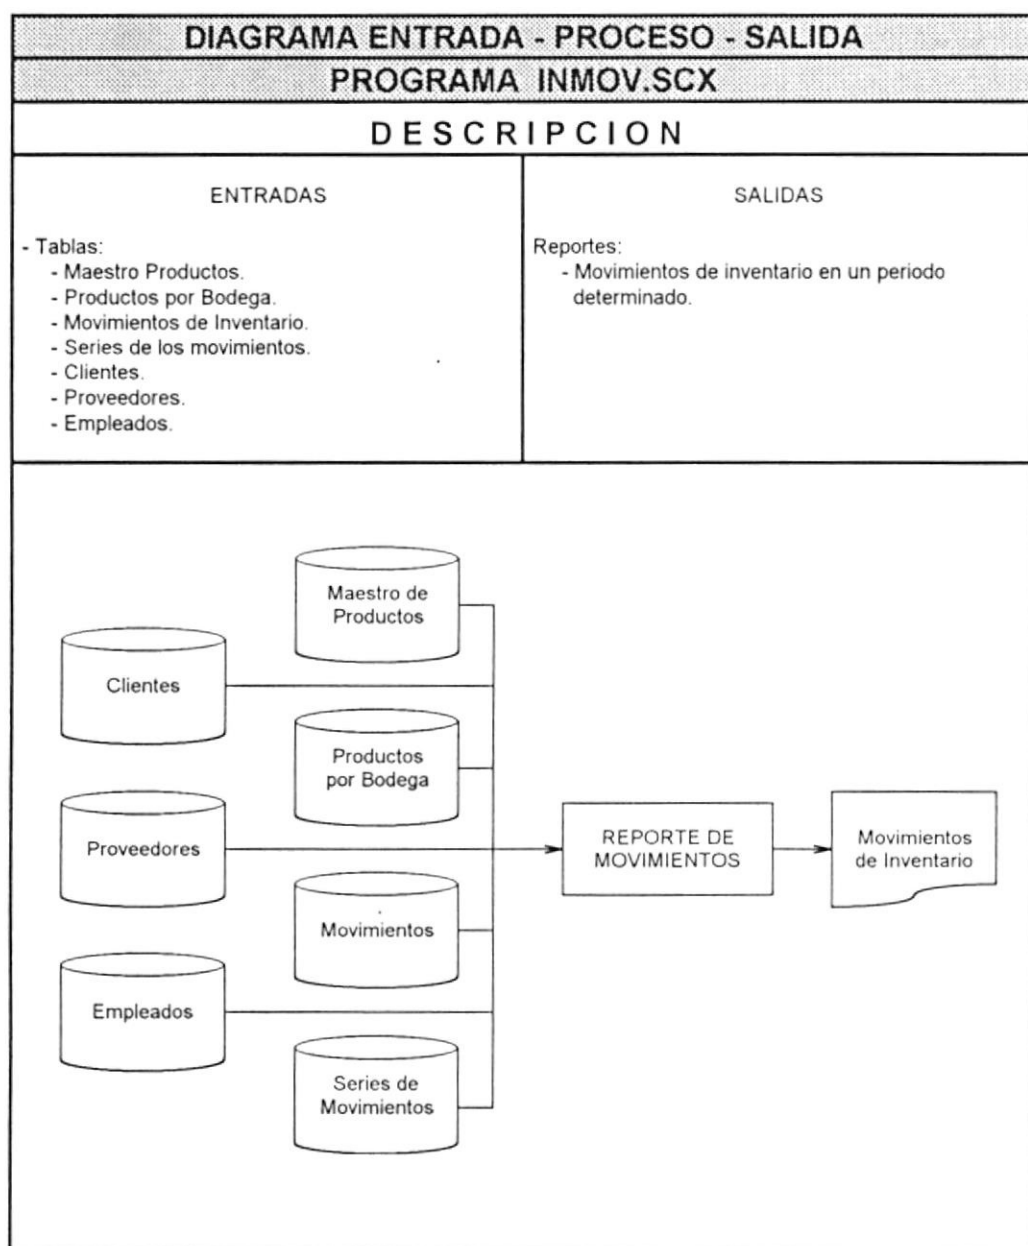 DIAGRAMA ENTRADA - PROCESO - SALIDA
PROGRAMA INMOV.SCX
DESCRIPCION
ENTRADAS
- Tablas:
- Maestro Productos.
- Productos por Bodega.
- Movimientos de Inventario.
- Series de los movimientos.
- Clientes.
- Proveedores.
- Empleados.
SALIDAS
Reportes:
- Movimientos de inventario en un periodo
determinado.
Maestro de
Productos
Clientes
Productos
por Bodega
Proveedores
REPORTE DE
MOVIMIENTOS
Movimientos
de Inventario
Movimientos
Empleados
Series de
Movimientos